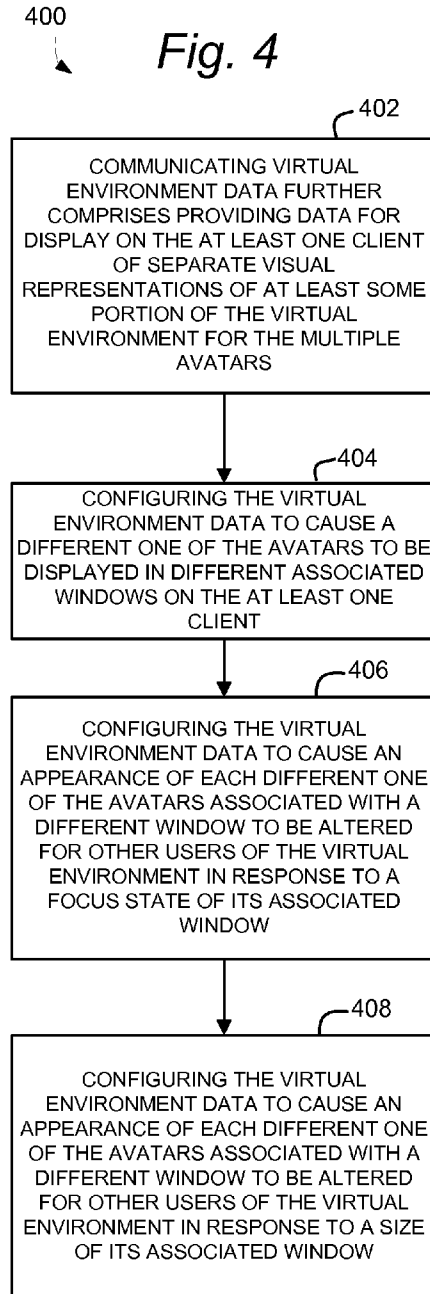 400
Fig. 4
402
COMMUNICATING VIRTUAL
ENVIRONMENT DATA FURTHER
COMPRISES PROVIDING DATA FOR
DISPLAY ON THE AT LEAST ONE CLIENT
OF SEPARATE VISUAL
REPRESENTATIONS OF AT LEAST SOME
PORTION OF THE VIRTUAL
ENVIRONMENT FOR THE MULTIPLE
AVATARS
404
CONFIGURING THE VIRTUAL
ENVIRONMENT DATA TO CAUSE A
DIFFERENT ONE OF THE AVATARS TO BE
DISPLAYED IN DIFFERENT ASSOCIATED
WINDOWS ON THE AT LEAST ONE
CLIENT
406
CONFIGURING THE VIRTUAL
ENVIRONMENT DATA TO CAUSE AN
APPEARANCE OF EACH DIFFERENT ONE
OF THE AVATARS ASSOCIATED WITH A
DIFFERENT WINDOW TO BE ALTERED
FOR OTHER USERS OF THE VIRTUAL
ENVIRONMENT IN RESPONSE TO A
FOCUS STATE OF ITS ASSOCIATED
WINDOW
408
CONFIGURING THE VIRTUAL
ENVIRONMENT DATA TO CAUSE AN
APPEARANCE OF EACH DIFFERENT ONE
OF THE AVATARS ASSOCIATED WITH A
DIFFERENT WINDOW TO BE ALTERED
FOR OTHER USERS OF THE VIRTUAL
ENVIRONMENT IN RESPONSE TO A SIZE
OF ITS ASSOCIATED WINDOW